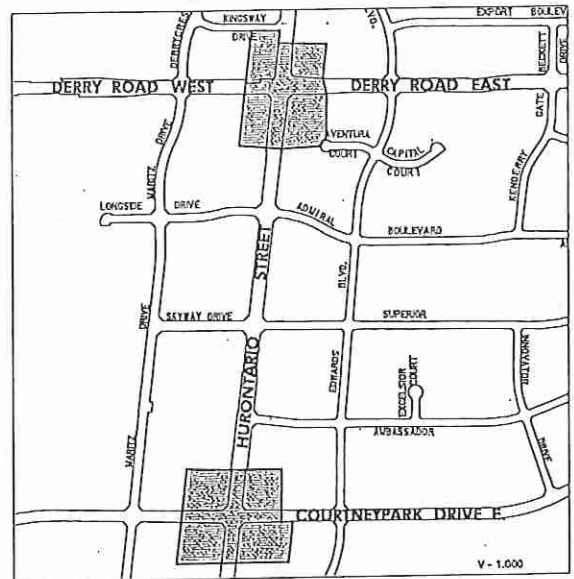 KINGSWAY
DRIVE
DERRYCRES
BLVD.
EXPORT BOULEV
BECKETT
DRIVE
DERRY ROAD WEST
DERRY ROAD EAST
GATE
AVENTURA
COURT
CAPITAL
COURT
KENDERRY
DRIVE
MARITZ
LONGSIDE
DRIVE
ADMIRAL
BOULEVARD
A
STREET
BLVD.
DRIVE
SKYWAY DRIVE
SUPERIOR
HURONTARIO
EDWARDS
EXCELSIOR
COURT
INNOVATOR
AMBASSADOR
DRIVE
MARITZ
COURTNEYPARK DRIVE E.
V - 1.000